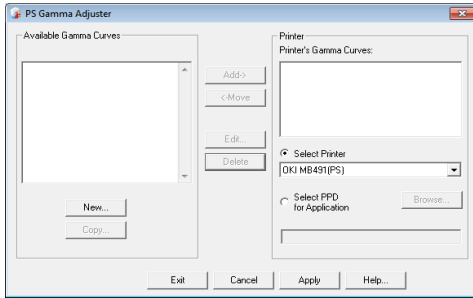 PS Gamma Adjuster
Available Gamma Curves
Add->
<-Move
Edit...
Delete
New...
Copy...
Printer
Printer's Gamma Curves:
Select Printer
OKI MB491(PS)
Select PPD
for Application
Browse...
Exit
Cancel
Apply
Help...